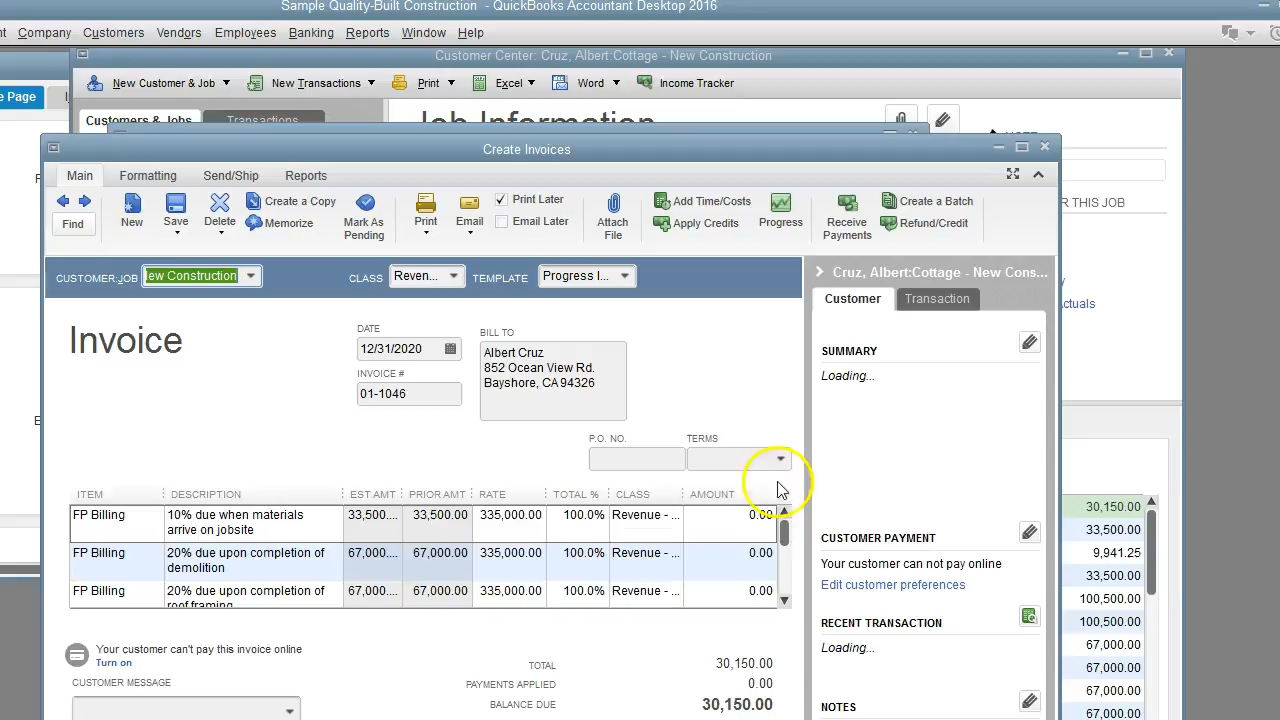 Sample Quality-Built Construction - QuickBooks Accountant Desktop 2016
nt Company Customers Vendors Employees Banking Reports Window Help
Customer Center: Cruz, Albert:Cottage - New Construction
New Customer & Job New Transactions Print Excel Word Income Tracker
e Page
Customers & Jobs Transactions
Job Information
NOTE
Create Invoices
Main Formatting Send/Ship Reports
Find
New
Save
Delete
Create a Copy
Memorize
Mark As
Pending
Print
Email
Print Later
Email Later
Attach
File
Add Time/Costs
Apply Credits
Progress
Receive
Payments
Create a Batch
Refund/Credit
R THIS JOB
CUSTOMER:JOB ew Construction CLASS Reven... TEMPLATE Progress I...
Cruz, Albert:Cottage - New Cons...
Customer Transaction
Actuals
Invoice
DATE
12/31/2020
INVOICE #
01-1046
BILL TO
Albert Cruz
852 Ocean View Rd.
Bayshore, CA 94326
P.O. NO. TERMS
SUMMARY
Loading...
ITEM DESCRIPTION EST AMT PRIOR AMT RATE TOTAL % CLASS AMOUNT
FP Billing 10% due when materials arrive on jobsite 33,500.... 33,500.00 335,000.00 100.0% Revenue - ... 0.00
FP Billing 20% due upon completion of demolition 67,000.... 67,000.00 335,000.00 100.0% Revenue - ... 0.00
FP Billing 20% due upon completion of roof framing 67,000.... 67,000.00 335,000.00 100.0% Revenue - ... 0.00
CUSTOMER PAYMENT
Your customer can not pay online
Edit customer preferences
RECENT TRANSACTION
Loading...
NOTES
30,150.00
33,500.00
9,941.25
33,500.00
100,500.00
100,500.00
67,000.00
67,000.00
67,000.00
67,000.00
Your customer can't pay this invoice online
Turn on
CUSTOMER MESSAGE
TOTAL 30,150.00
PAYMENTS APPLIED 0.00
BALANCE DUE 30,150.00